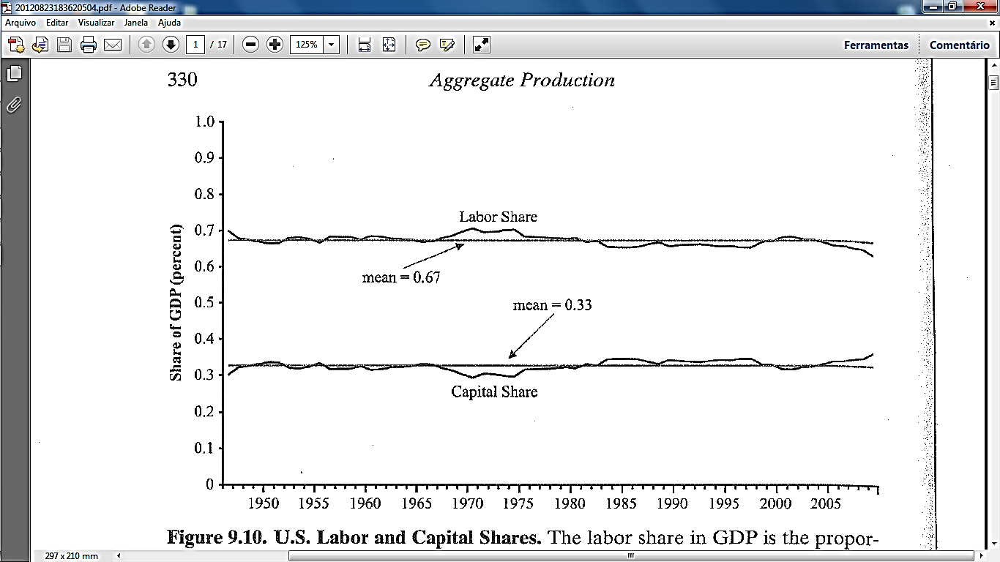 20120823183620504.pdf - Adobe Reader
Arquivo Editar Visualizar Janela Ajuda
1 / 17 125% Ferramentas Comentário
330 Aggregate Production
1.0
0.9
0.8
0.7
0.6
0.5
0.4
0.3
0.2
0.1
0
Share of GDP (percent)
Labor Share
mean = 0.67
mean = 0.33
Capital Share
1950 1955 1960 1965 1970 1975 1980 1985 1990 1995 2000 2005
Figure 9.10. U.S. Labor and Capital Shares. The labor share in GDP is the propor-
297 x 210 mm